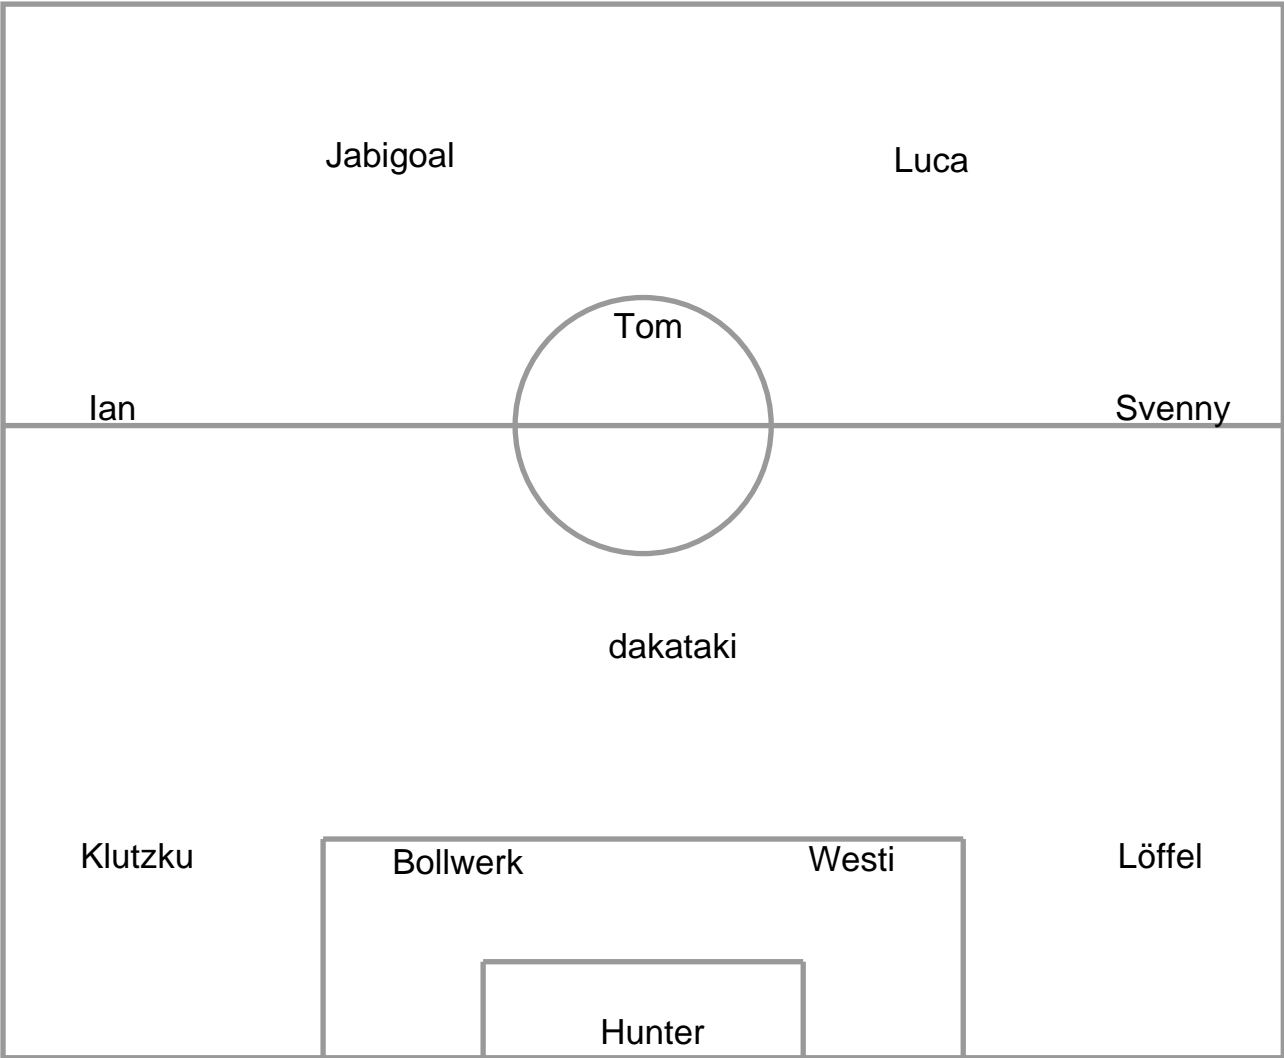 Jabigoal
Luca
Tom
Ian
Svenny
dakataki
Klutzku
Bollwerk
Westi
Löffel
Hunter